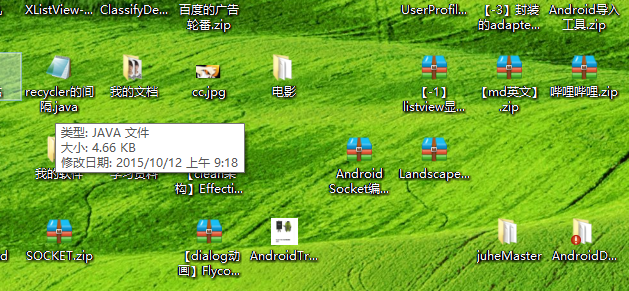 XListView-...
ClassifyDe...
百度的广告
轮番.zip
UserProfil...
【-3】封装
的adapte...
Android导入
工具.zip
recycler的间
隔.java
我的文档
cc.jpg
电影
【-1】
listview显...
【md英文】
.zip
哔哩哔哩.zip
类型: JAVA 文件
大小: 4.66 KB
修改日期: 2015/10/12 上午 9:18
我的软件
学习资料
【clean架
构】Effecti...
Android
Socket编...
Landscape...
d
SOCKET.zip
【dialog动
画】Flyco...
AndroidTr...
juheMaster
AndroidD...